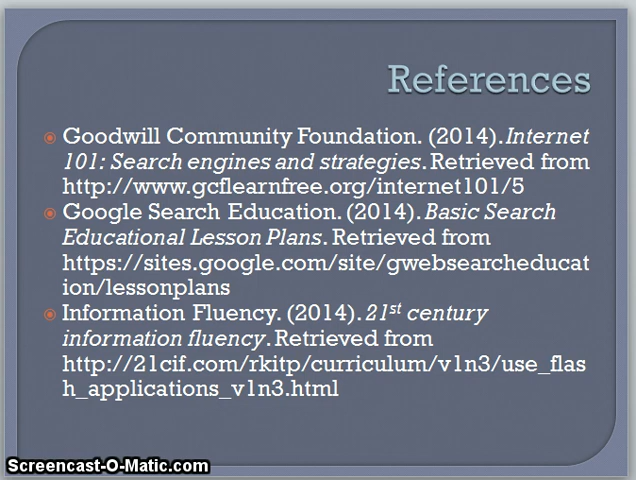 References
Goodwill Community Foundation. (2014). Internet
101: Search engines and strategies. Retrieved from
http://www.gcflearnfree.org/internet101/5
Google Search Education. (2014). Basic Search
Educational Lesson Plans. Retrieved from
https://sites.google.com/site/gwebsearcheducat
ion/lessonplans
Information Fluency. (2014). 21st century
information fluency. Retrieved from
http://21cif.com/rkitp/curriculum/v1n3/use_flas
h_applications_v1n3.html
Screencast-O-Matic.com